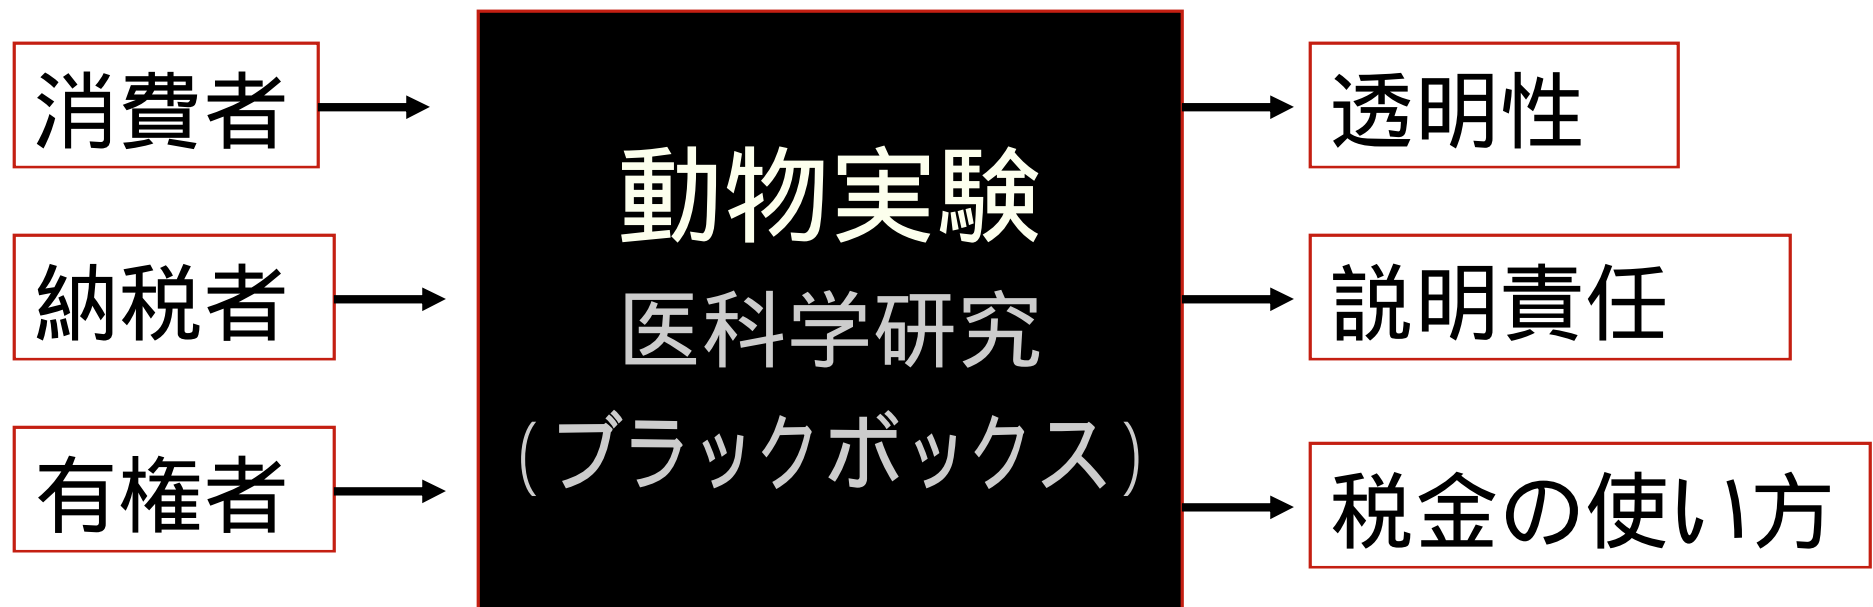 消費者
納税者
有権者
動物実験
医科学研究
(ブラックボックス)
透明性
説明責任
税金の使い方